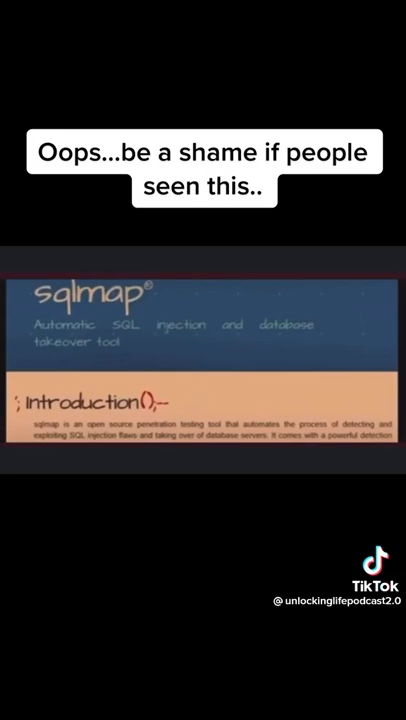 Oops...be a shame if people
seen this..
sqlmap®
Automatic SQL injection and database
takeover tool
'; Introduction();--
sqlmap is an open source penetration testing tool that automates the process of detecting and
exploiting SQL injection flaws and taking over of database servers. It comes with a powerful detection
TikTok
@ unlockinglifepodcast2.0